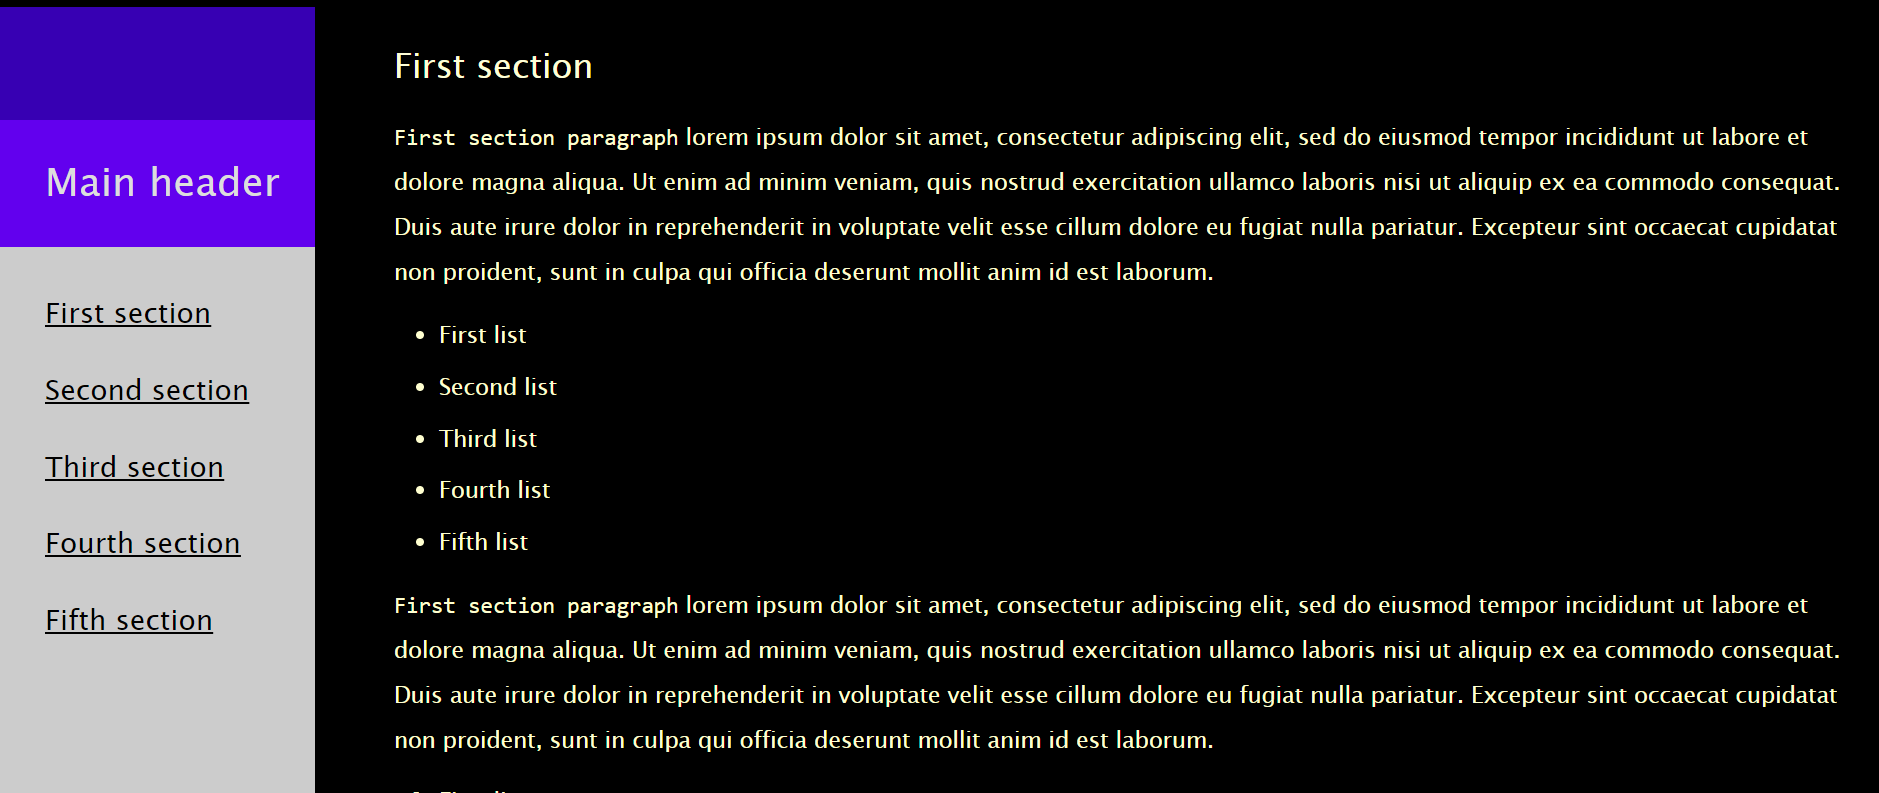 Main header
First section
Second section
Third section
Fourth section
Fifth section
First section
First section paragraph lorem ipsum dolor sit amet, consectetur adipiscing elit, sed do eiusmod tempor incididunt ut labore et
dolore magna aliqua. Ut enim ad minim veniam, quis nostrud exercitation ullamco laboris nisi ut aliquip ex ea commodo consequat.
Duis aute irure dolor in reprehenderit in voluptate velit esse cillum dolore eu fugiat nulla pariatur. Excepteur sint occaecat cupidatat
non proident, sunt in culpa qui officia deserunt mollit anim id est laborum.
• First list
• Second list
• Third list
• Fourth list
• Fifth list
First section paragraph lorem ipsum dolor sit amet, consectetur adipiscing elit, sed do eiusmod tempor incididunt ut labore et
dolore magna aliqua. Ut enim ad minim veniam, quis nostrud exercitation ullamco laboris nisi ut aliquip ex ea commodo consequat.
Duis aute irure dolor in reprehenderit in voluptate velit esse cillum dolore eu fugiat nulla pariatur. Excepteur sint occaecat cupidatat
non proident, sunt in culpa qui officia deserunt mollit anim id est laborum.